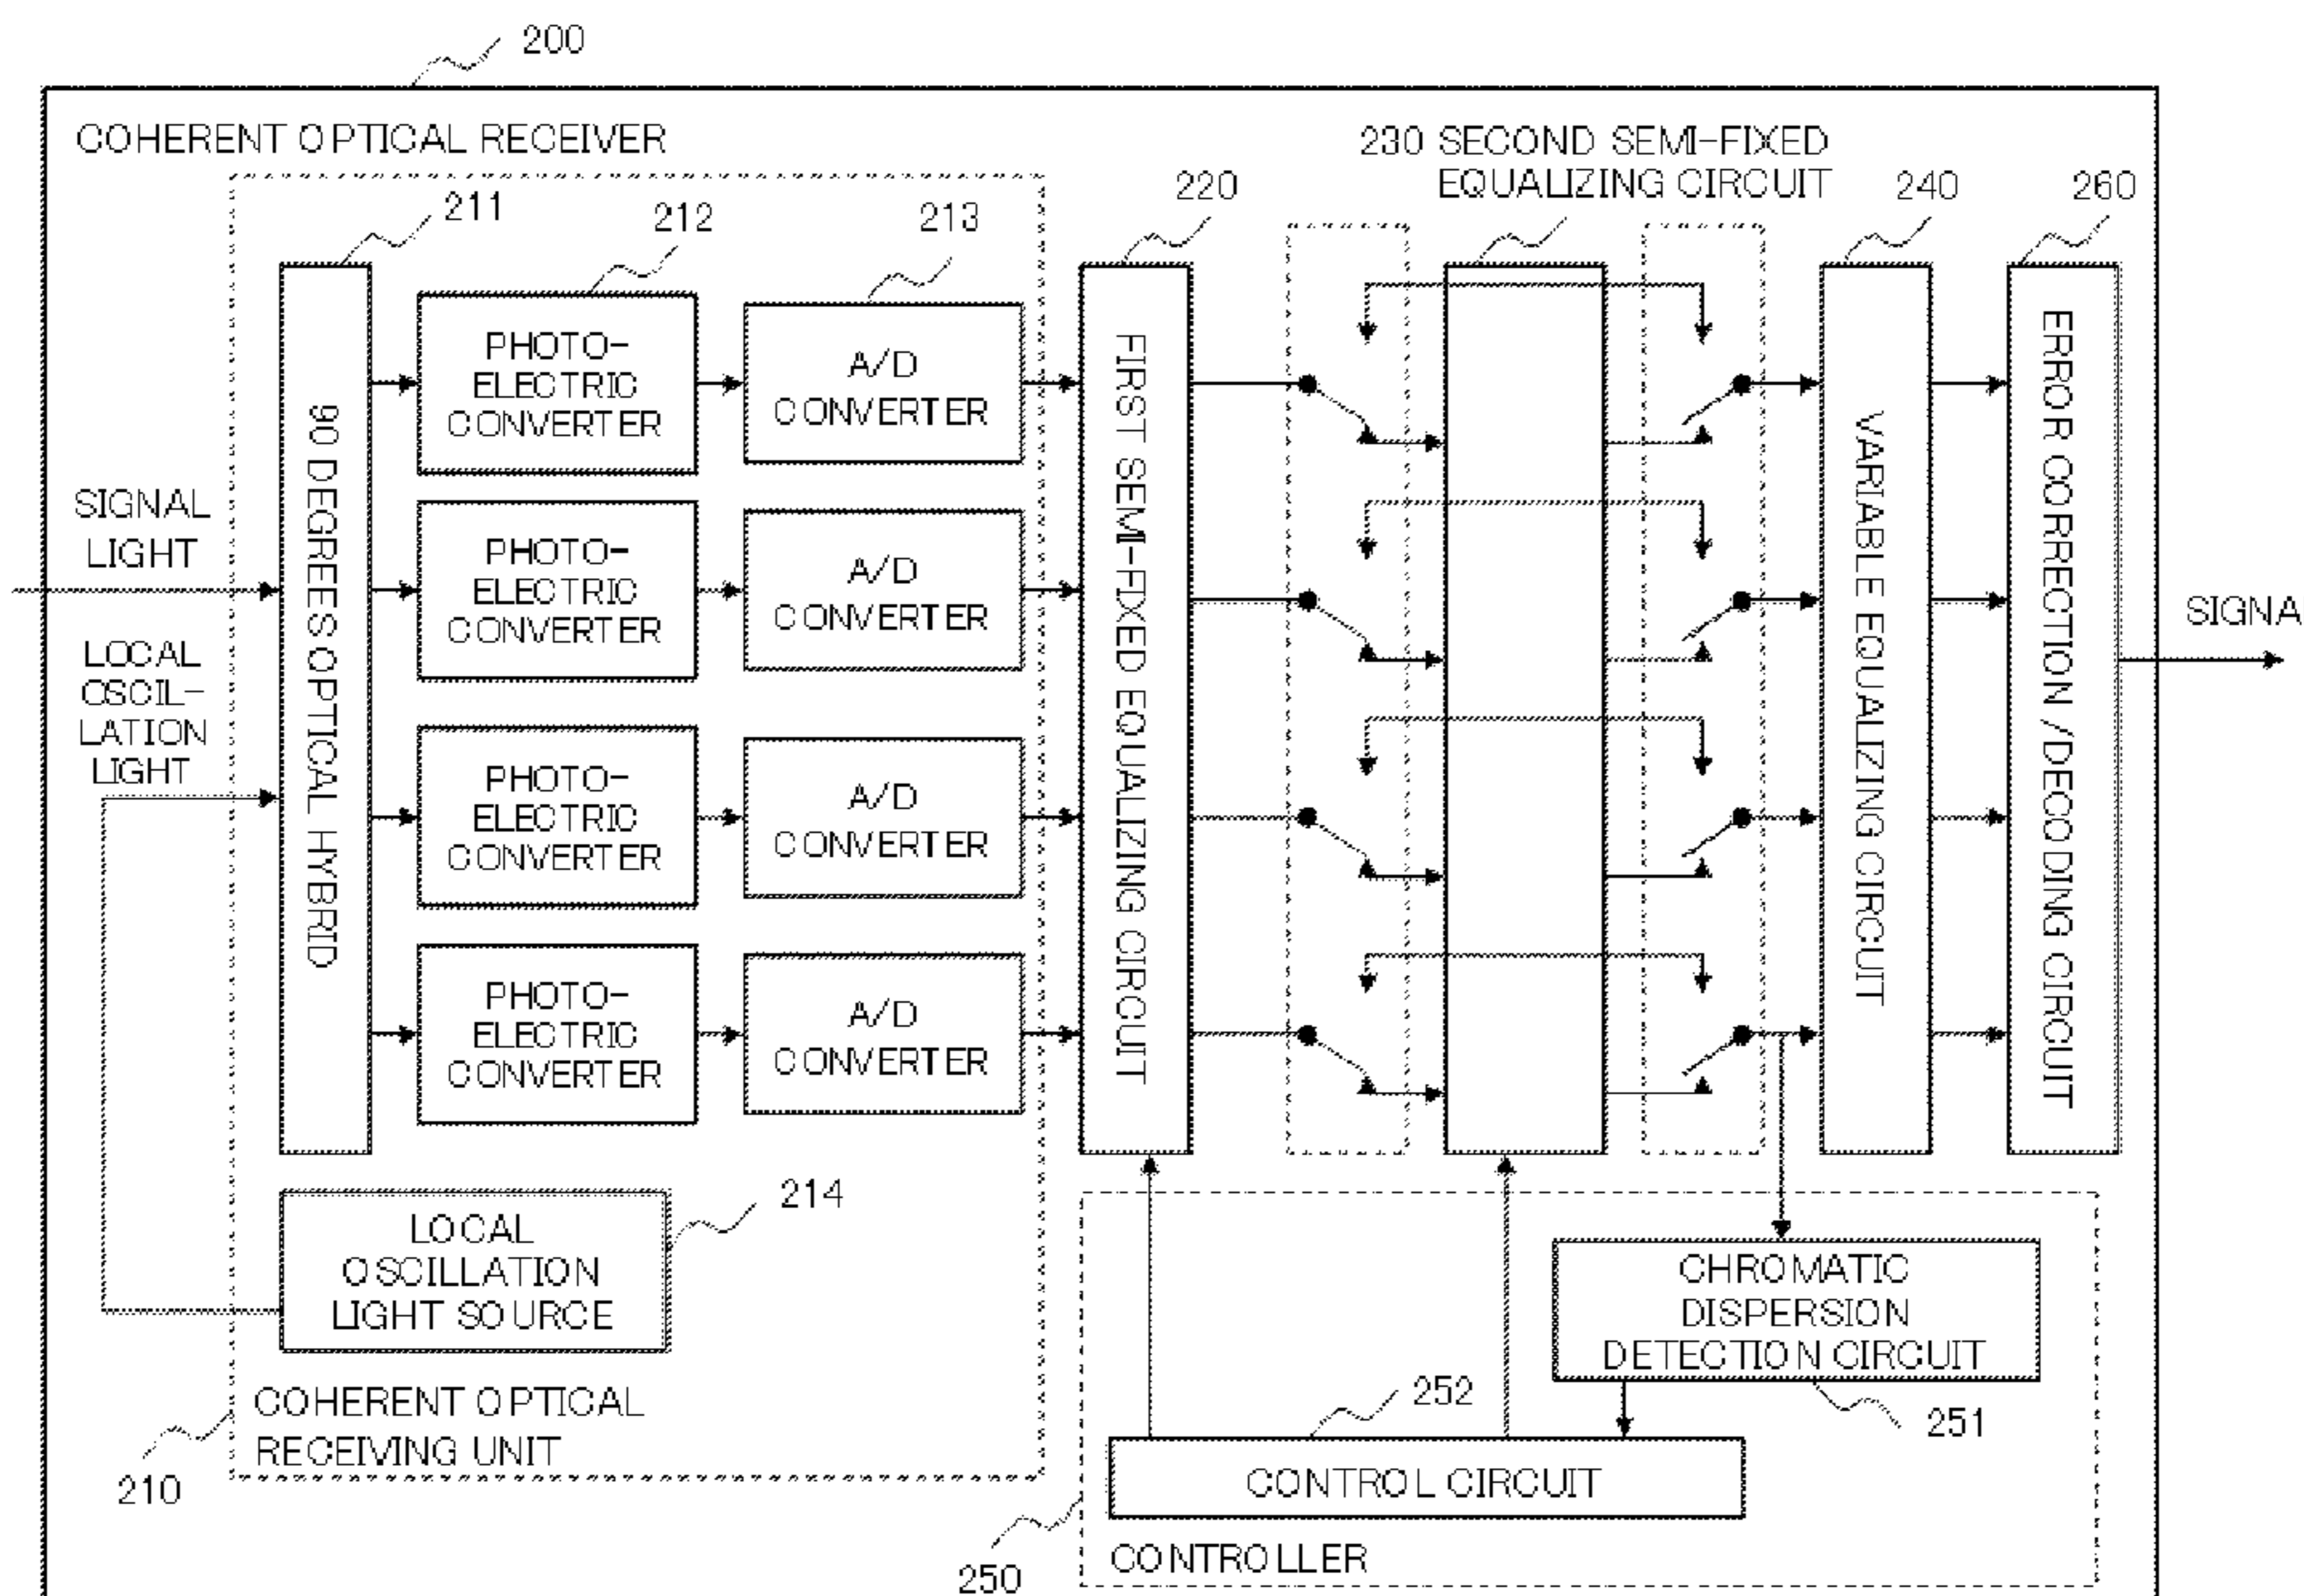 200
COHERENT OPTICAL RECEIVER
230 SECOND SEMI-FIXED
EQUALIZING CIRCUIT
211
212
213
220
240
260
90 DEGREES OPTICAL HYBRID
PHOTO-
ELECTRIC
CONVERTER
A/D
CONVERTER
PHOTO-
ELECTRIC
CONVERTER
A/D
CONVERTER
PHOTO-
ELECTRIC
CONVERTER
A/D
CONVERTER
PHOTO-
ELECTRIC
CONVERTER
A/D
CONVERTER
FIRST SEMI-FIXED EQUALIZING CIRCUIT
VARIABLE EQUALIZING CIRCUIT
ERROR CORRECTION /DECODING CIRCUIT
SIGNAL
LIGHT
LOCAL
OSCIL-
LATION
LIGHT
SIGNAL
LOCAL
OSCILLATION
LIGHT SOURCE
214
CHROMATIC
DISPERSION
DETECTION CIRCUIT
251
252
CONTROL CIRCUIT
COHERENT OPTICAL
RECEIVING UNIT
210
250
CONTROLLER